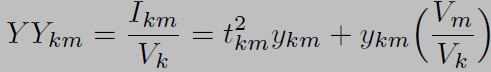 $YY_{km} = \frac{I_{km}}{V_k} = t_{km}^2 y_{km} + y_{km} \left( \frac{V_m}{V_k} \right)$